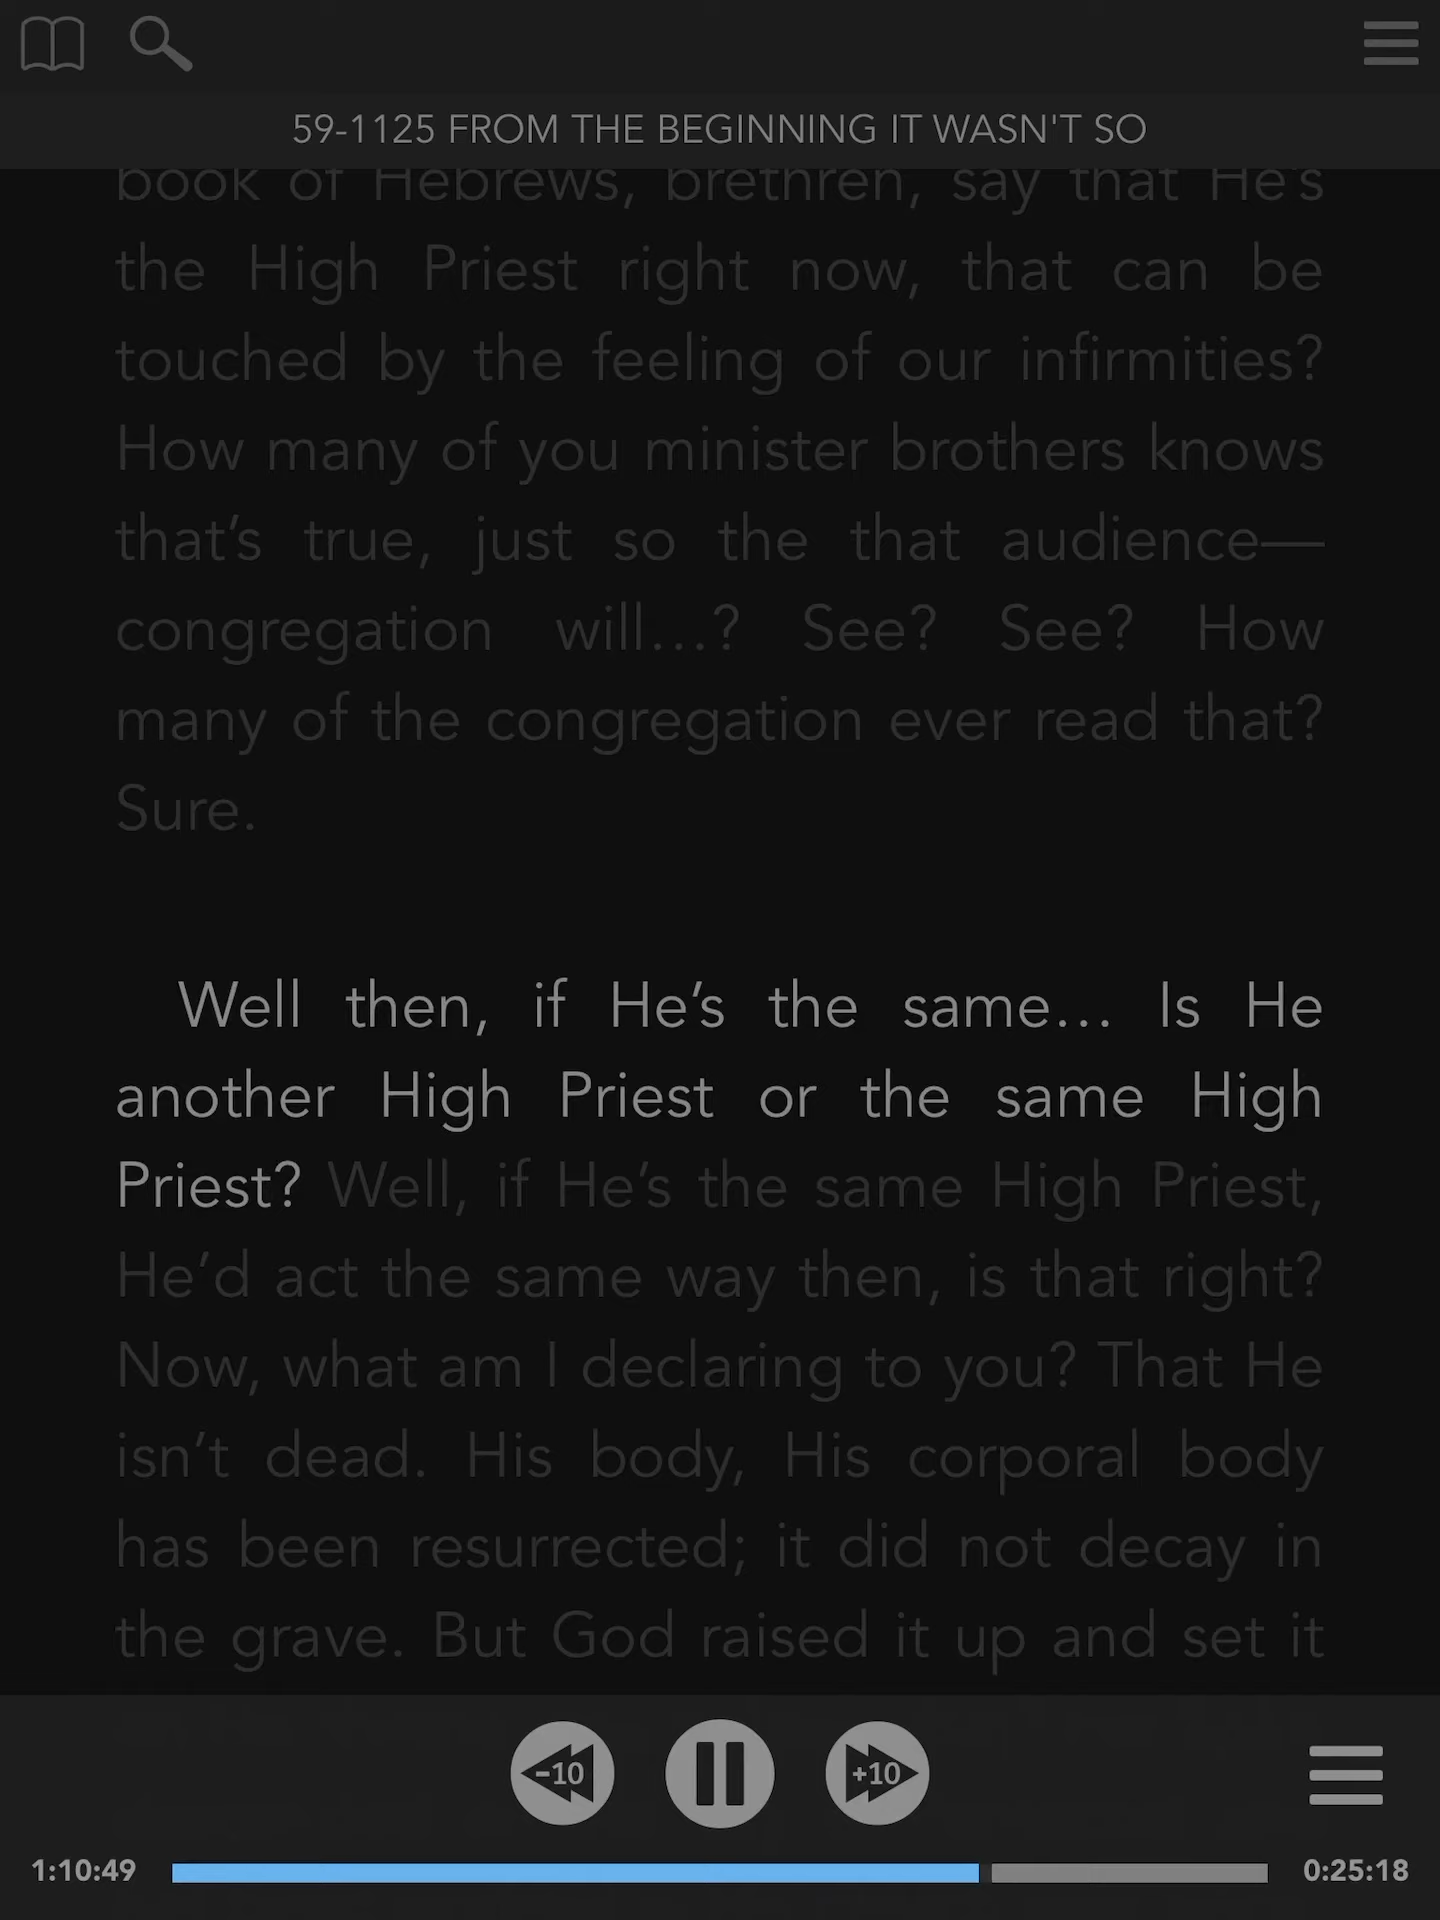 59-1125 FROM THE BEGINNING IT WASN'T SO
book of Hebrews, brethren, say that He's
the High Priest right now, that can be
touched by the feeling of our infirmities?
How many of you minister brothers knows
that's true, just so the that audience—
congregation will…? See? See? How
many of the congregation ever read that?
Sure.
Well then, if He's the same… Is He
another High Priest or the same High
Priest? Well, if He's the same High Priest,
He'd act the same way then, is that right?
Now, what am I declaring to you? That He
isn't dead. His body, His corporal body
has been resurrected; it did not decay in
the grave. But God raised it up and set it
-10 +10
1:10:49 0:25:18